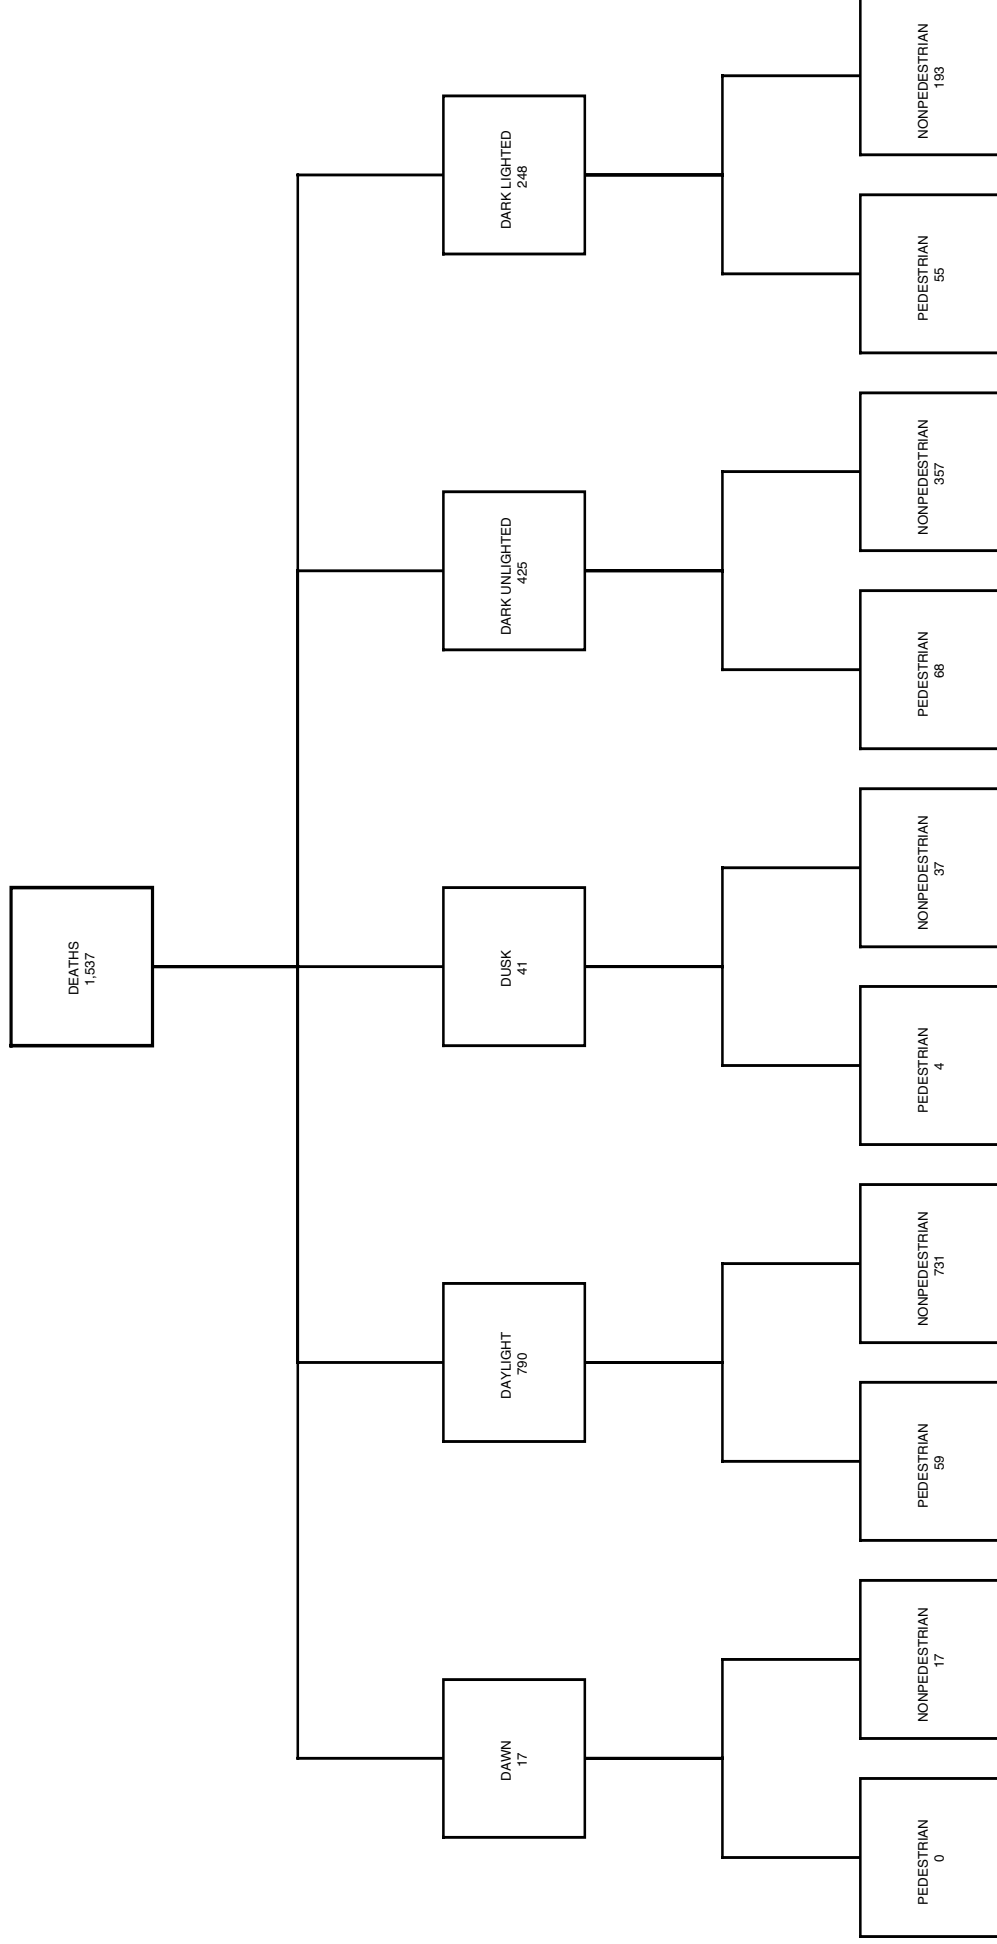 DEATHS
1,537
DAWN
17
DAYLIGHT
790
DUSK
41
DARK UNLIGHTED
425
DARK LIGHTED
248
PEDESTRIAN
0
NONPEDESTRIAN
17
PEDESTRIAN
59
NONPEDESTRIAN
731
PEDESTRIAN
4
NONPEDESTRIAN
37
PEDESTRIAN
68
NONPEDESTRIAN
357
PEDESTRIAN
55
NONPEDESTRIAN
193